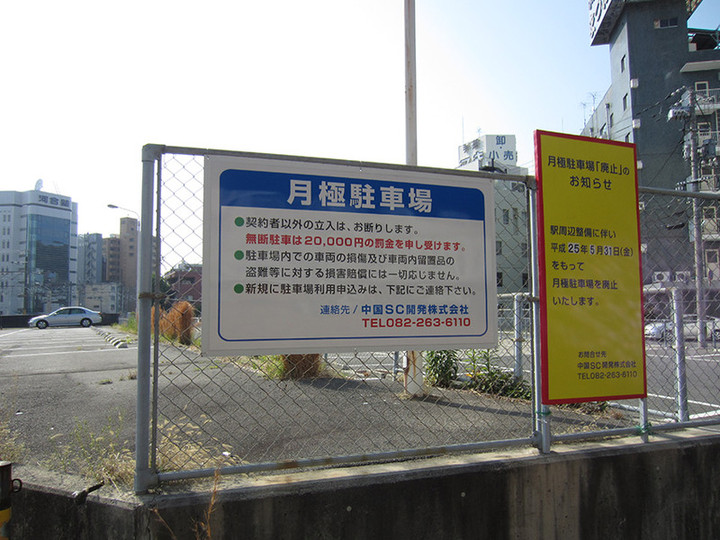 河合塾
卸
小売
月極駐車場
●契約者以外の立入は、お断りします。
無断駐車は20,000円の罰金を申し受けます。
●駐車場内での車両の損傷及び車両内留置品の
盗難等に対する損害賠償には一切応じません。
●新規に駐車場利用申込みは、下記にご連絡下さい。
連絡先/中国SC開発株式会社
TEL082-263-6110
月極駐車場「廃止」の
お知らせ
駅周辺整備に伴い
平成25年5月31日(金)
をもって
月極駐車場を廃止
いたします。
お問合せ先
中国SC開発株式会社
TEL082-263-6110